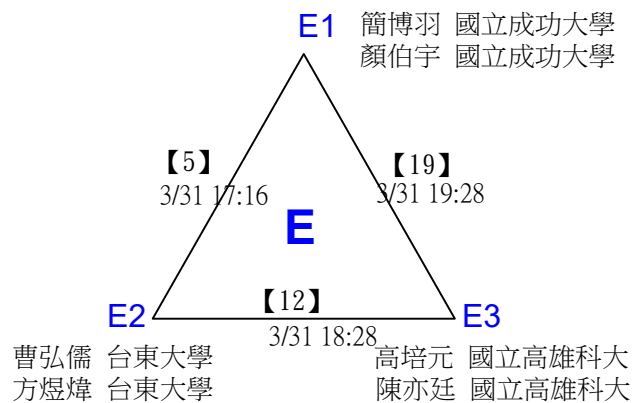 E1 簡博羽 國立成功大學
顏伯宇 國立成功大學
【5】
3/31 17:16
【19】
3/31 19:28
E
【12】
3/31 18:28
E2
E3
曹弘儒 台東大學
方煜煒 台東大學
高培元 國立高雄科大
陳亦廷 國立高雄科大